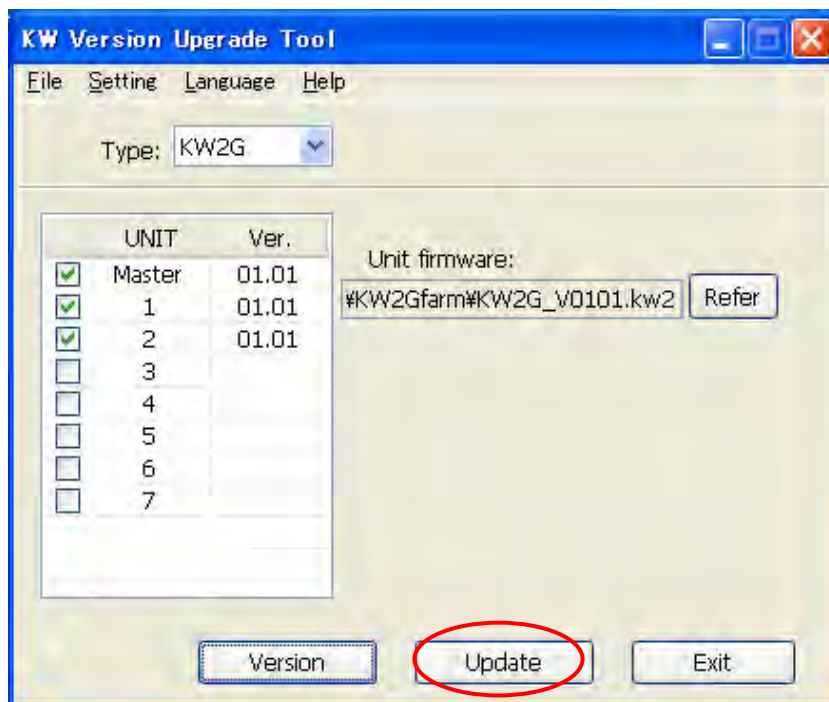 KW Version Upgrade Tool
File Setting Language Help
Type: KW2G
UNIT Ver.
Master 01.01
1 01.01
2 01.01
3
4
5
6
7
Unit firmware:
¥KW2Gfarm¥KW2G_V0101.kw2 Refer
Version Update Exit